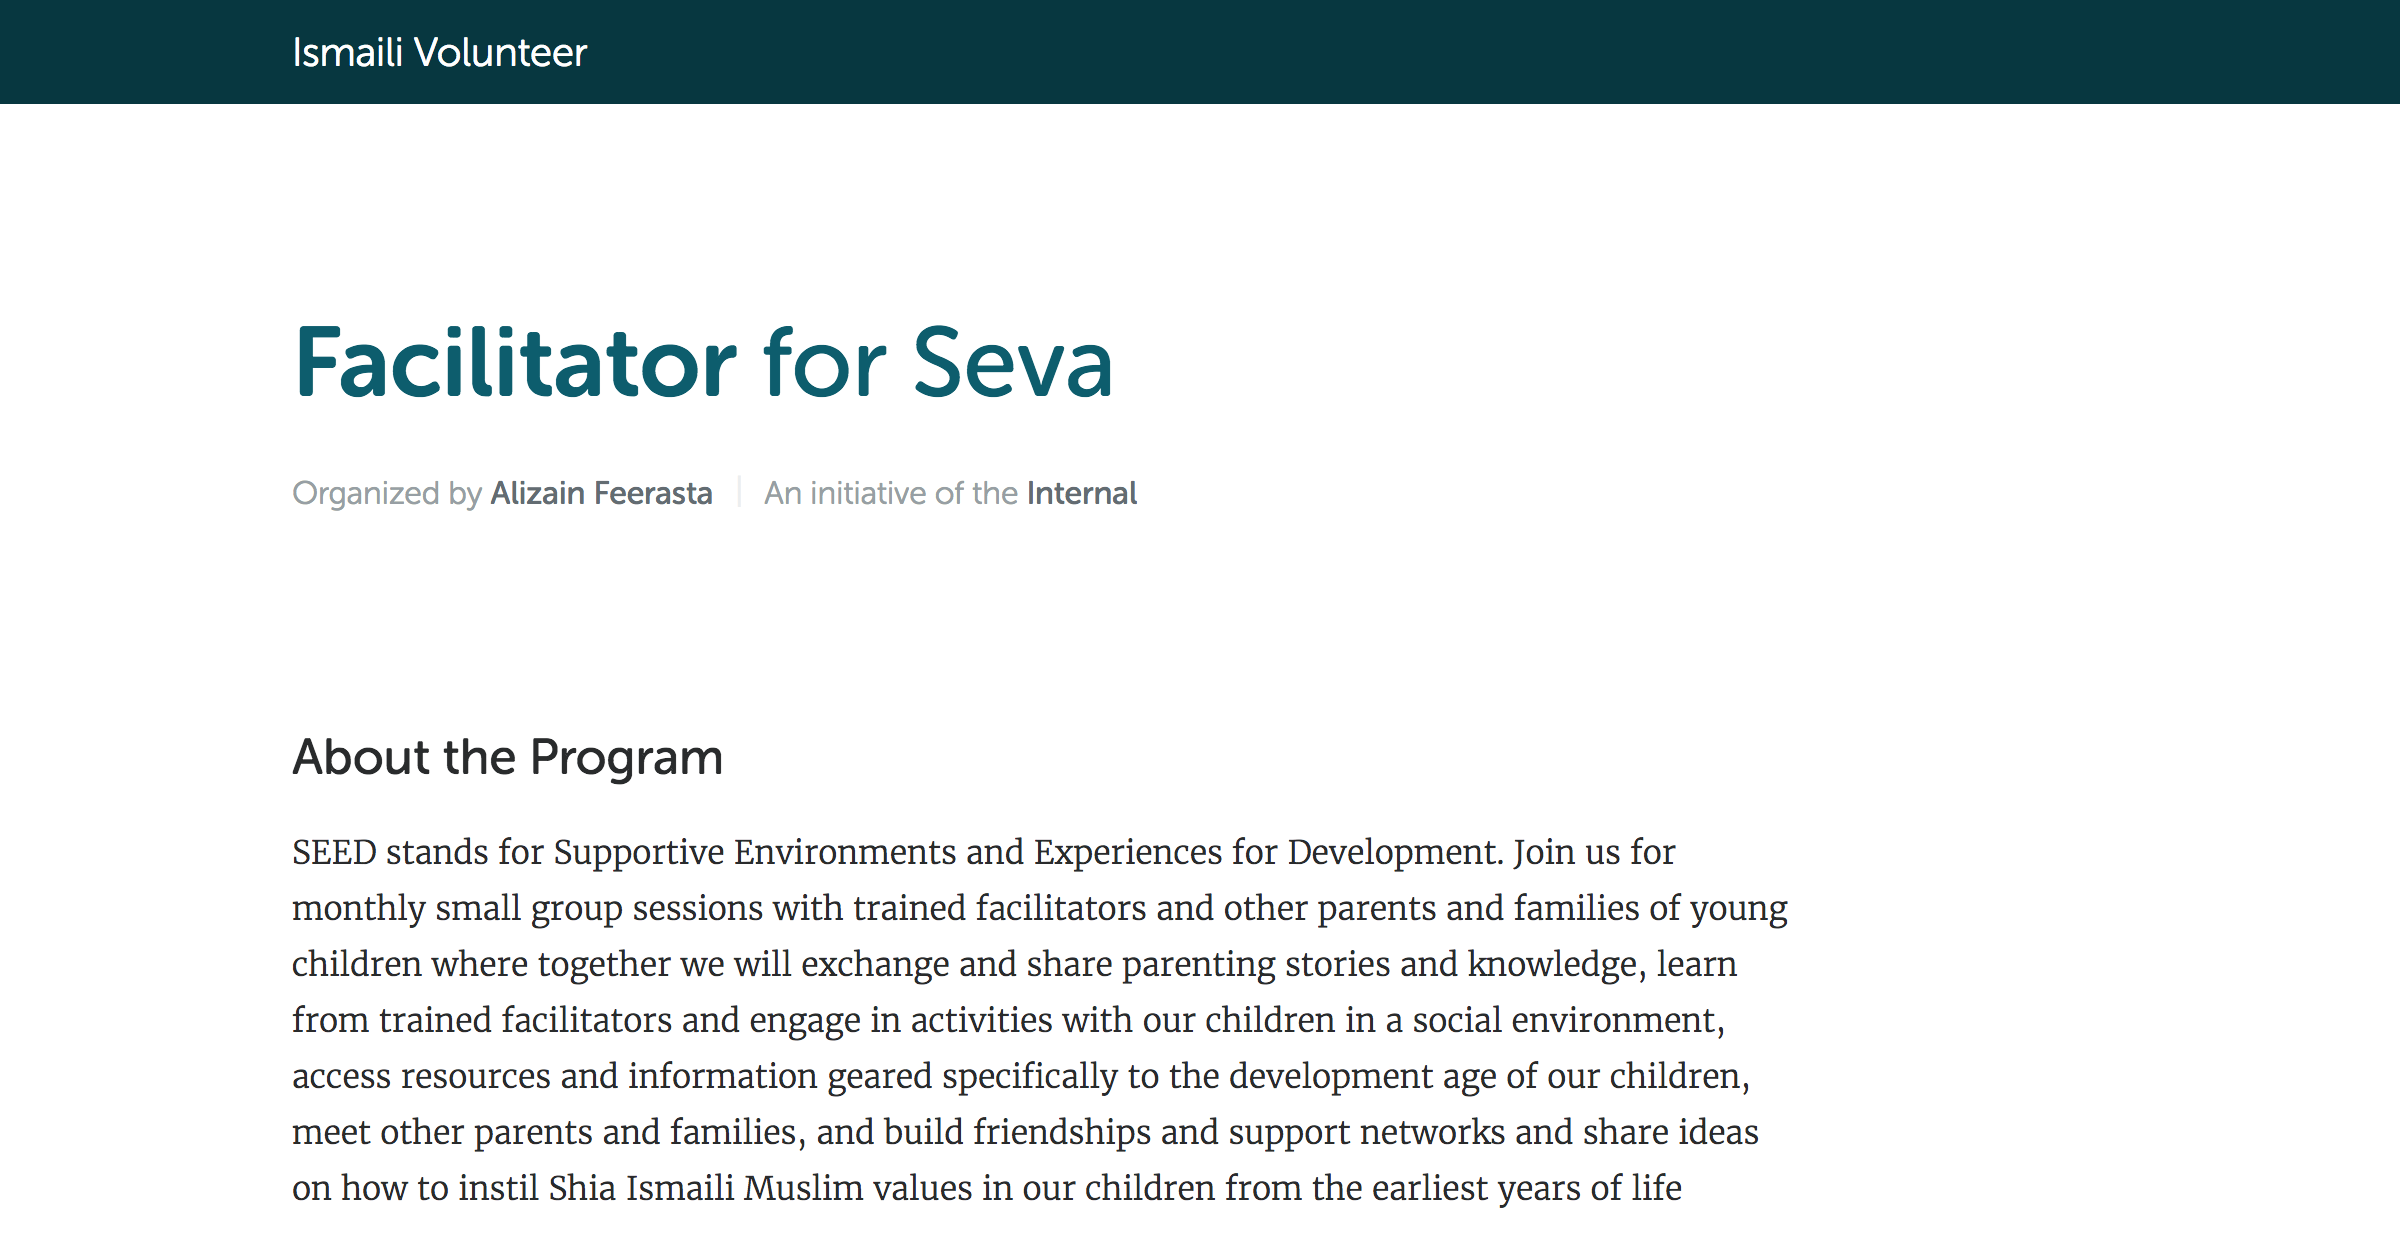 Ismaili Volunteer
Facilitator for Seva
Organized by Alizain Feerasta An initiative of the Internal
About the Program
SEED stands for Supportive Environments and Experiences for Development. Join us for
monthly small group sessions with trained facilitators and other parents and families of young
children where together we will exchange and share parenting stories and knowledge, learn
from trained facilitators and engage in activities with our children in a social environment,
access resources and information geared specifically to the development age of our children,
meet other parents and families, and build friendships and support networks and share ideas
on how to instil Shia Ismaili Muslim values in our children from the earliest years of life